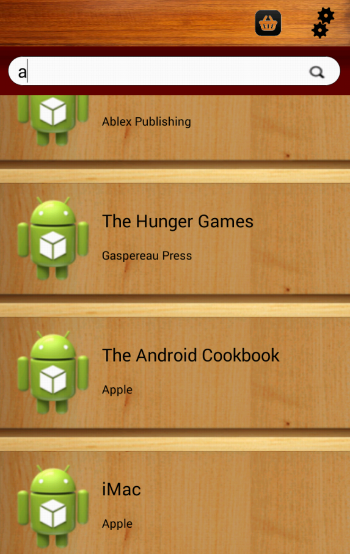 a
Ablex Publishing
The Hunger Games
Gaspereau Press
The Android Cookbook
Apple
iMac
Apple